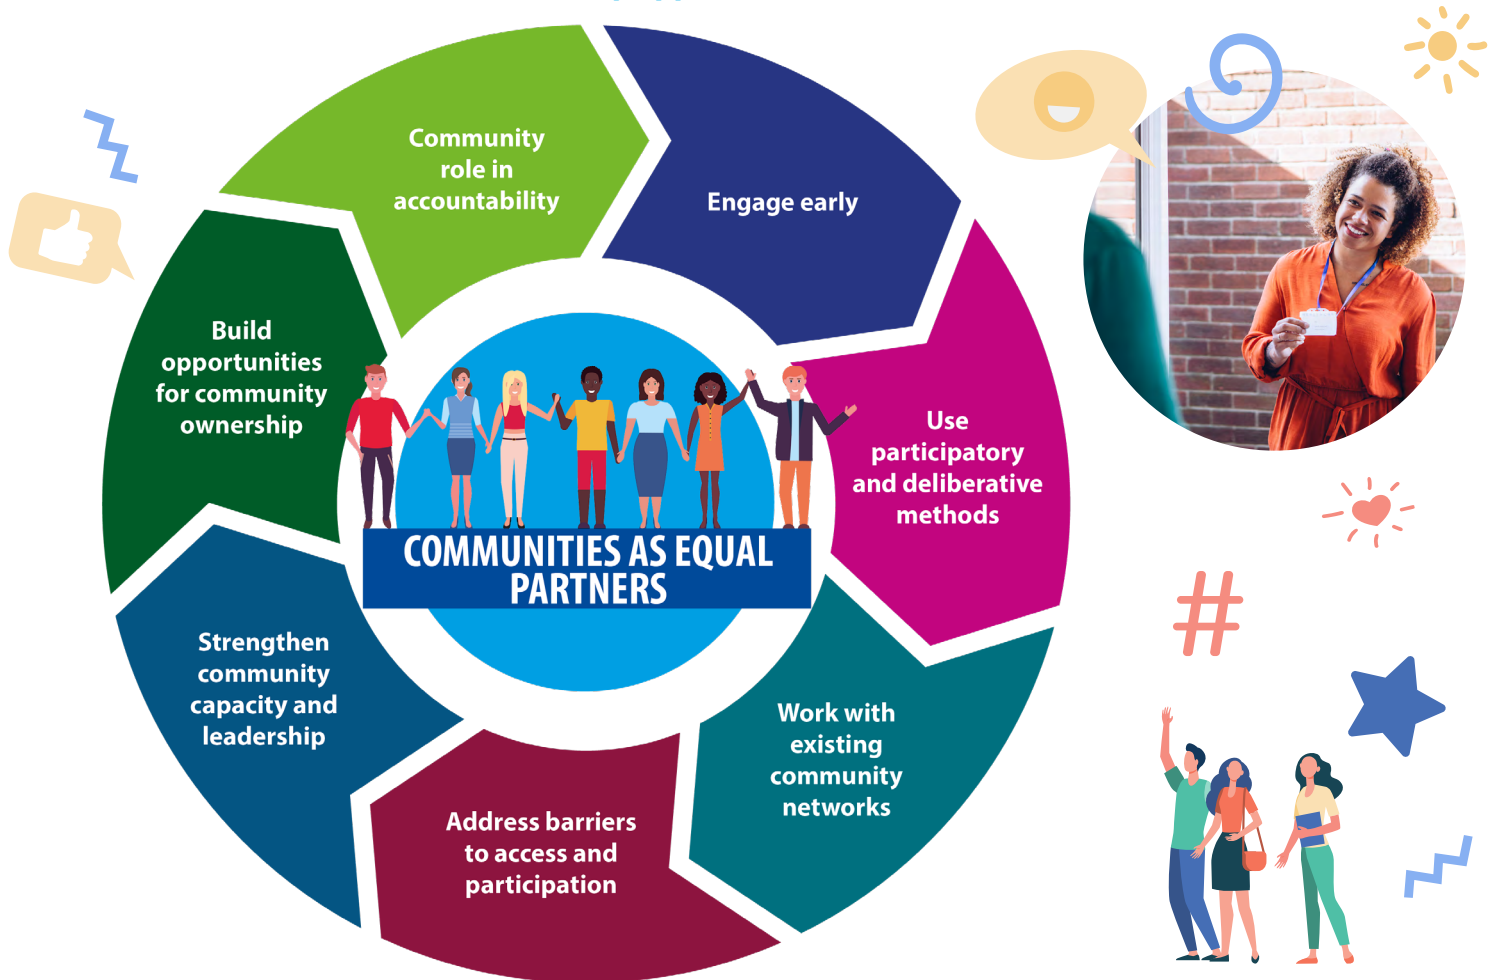 Community
role in
accountability
Engage early
Build
opportunities
for community
ownership
Use
participatory
and deliberative
methods
COMMUNITIES AS EQUAL
PARTNERS
Strengthen
community
capacity and
leadership
Work with
existing
community
networks
Address barriers
to access and
participation
#